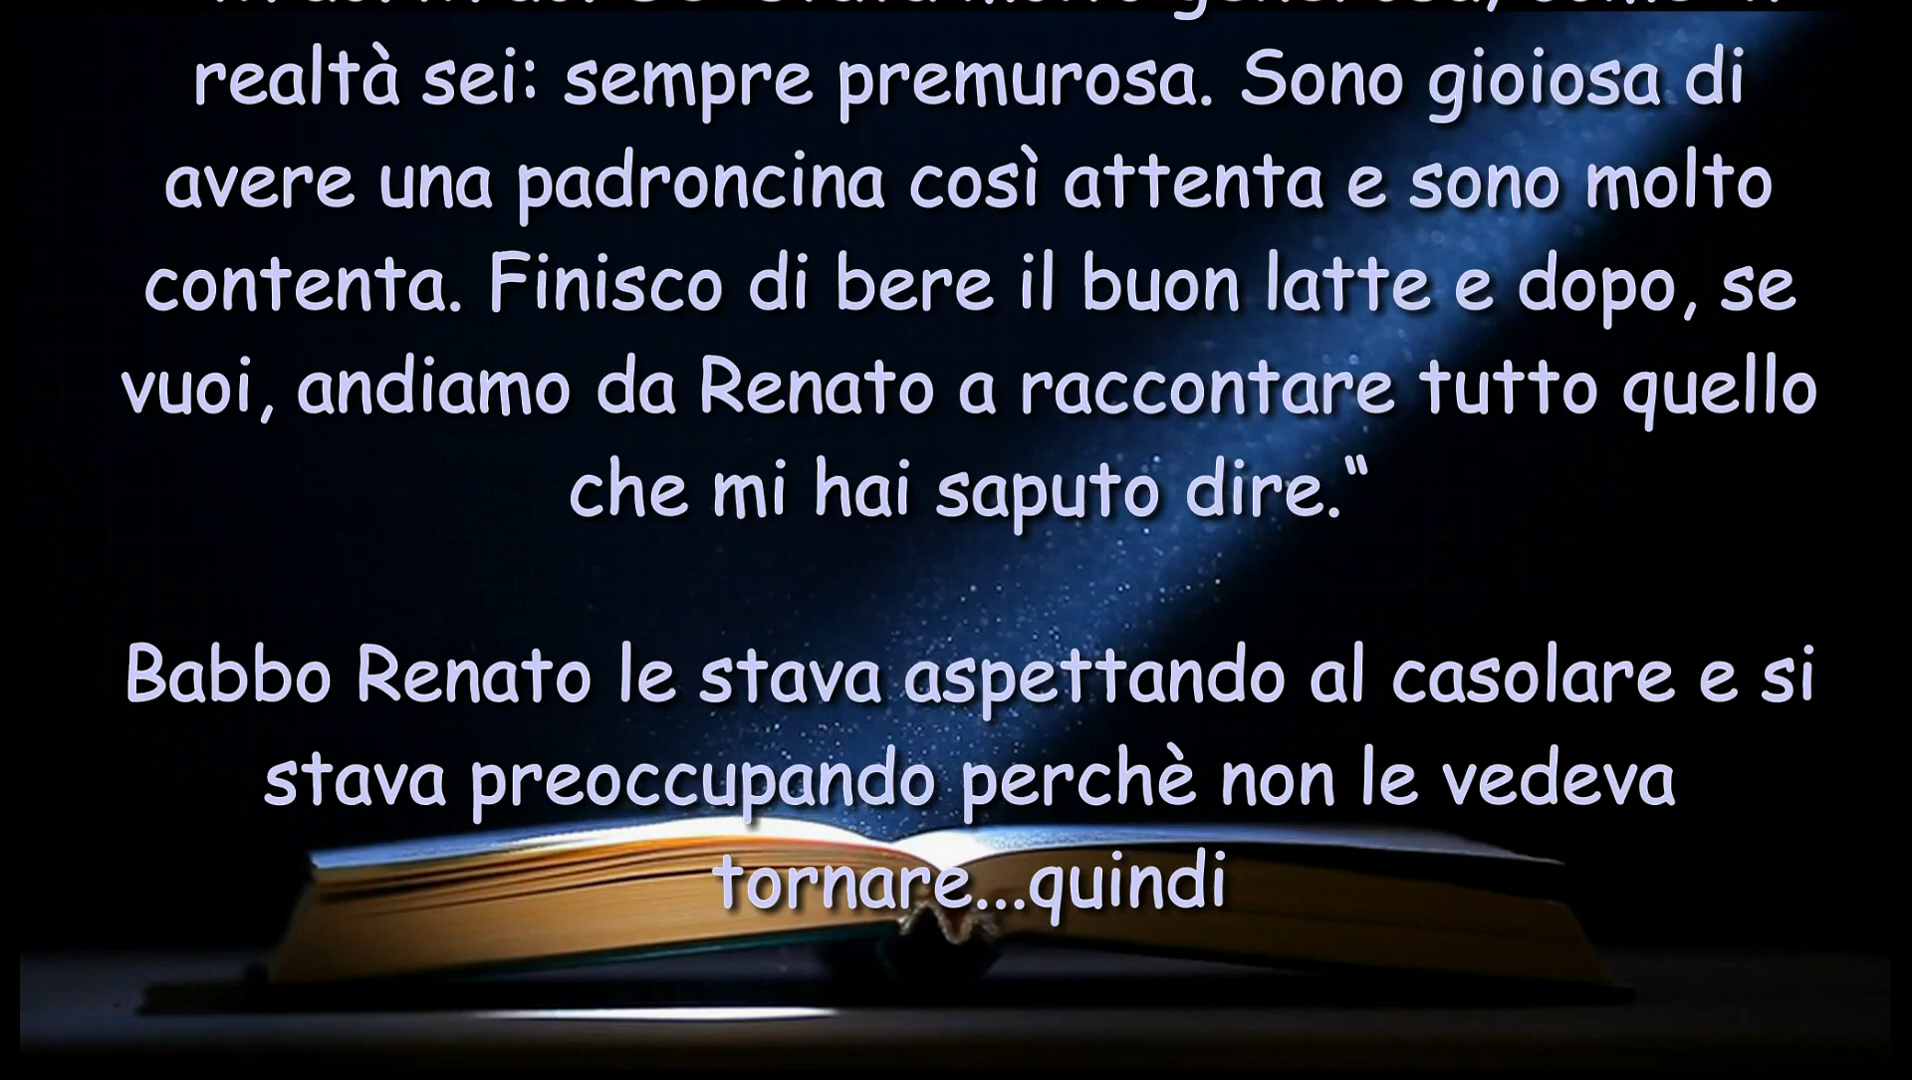 realtà sei: sempre premurosa. Sono gioiosa di
avere una padroncina così attenta e sono molto
contenta. Finisco di bere il buon latte e dopo, se
vuoi, andiamo da Renato a raccontare tutto quello
che mi hai saputo dire.“
Babbo Renato le stava aspettando al casolare e si
stava preoccupando perchè non le vedeva
tornare...quindi